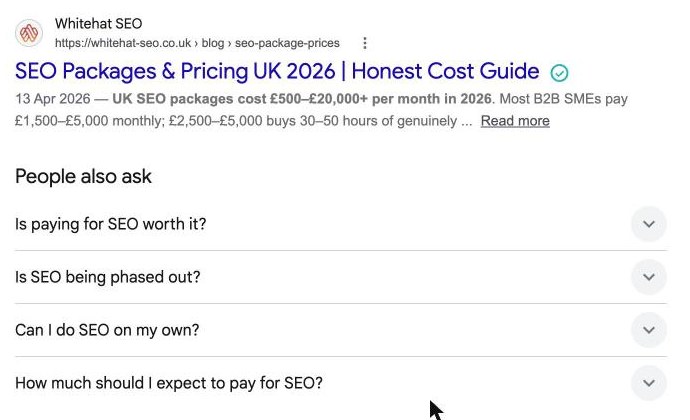 Whitehat SEO
https://whitehat-seo.co.uk › blog › seo-package-prices
SEO Packages & Pricing UK 2026 | Honest Cost Guide
13 Apr 2026 — UK SEO packages cost £500–£20,000+ per month in 2026. Most B2B SMEs pay
£1,500–£5,000 monthly; £2,500–£5,000 buys 30–50 hours of genuinely ... Read more
People also ask
Is paying for SEO worth it?
Is SEO being phased out?
Can I do SEO on my own?
How much should I expect to pay for SEO?